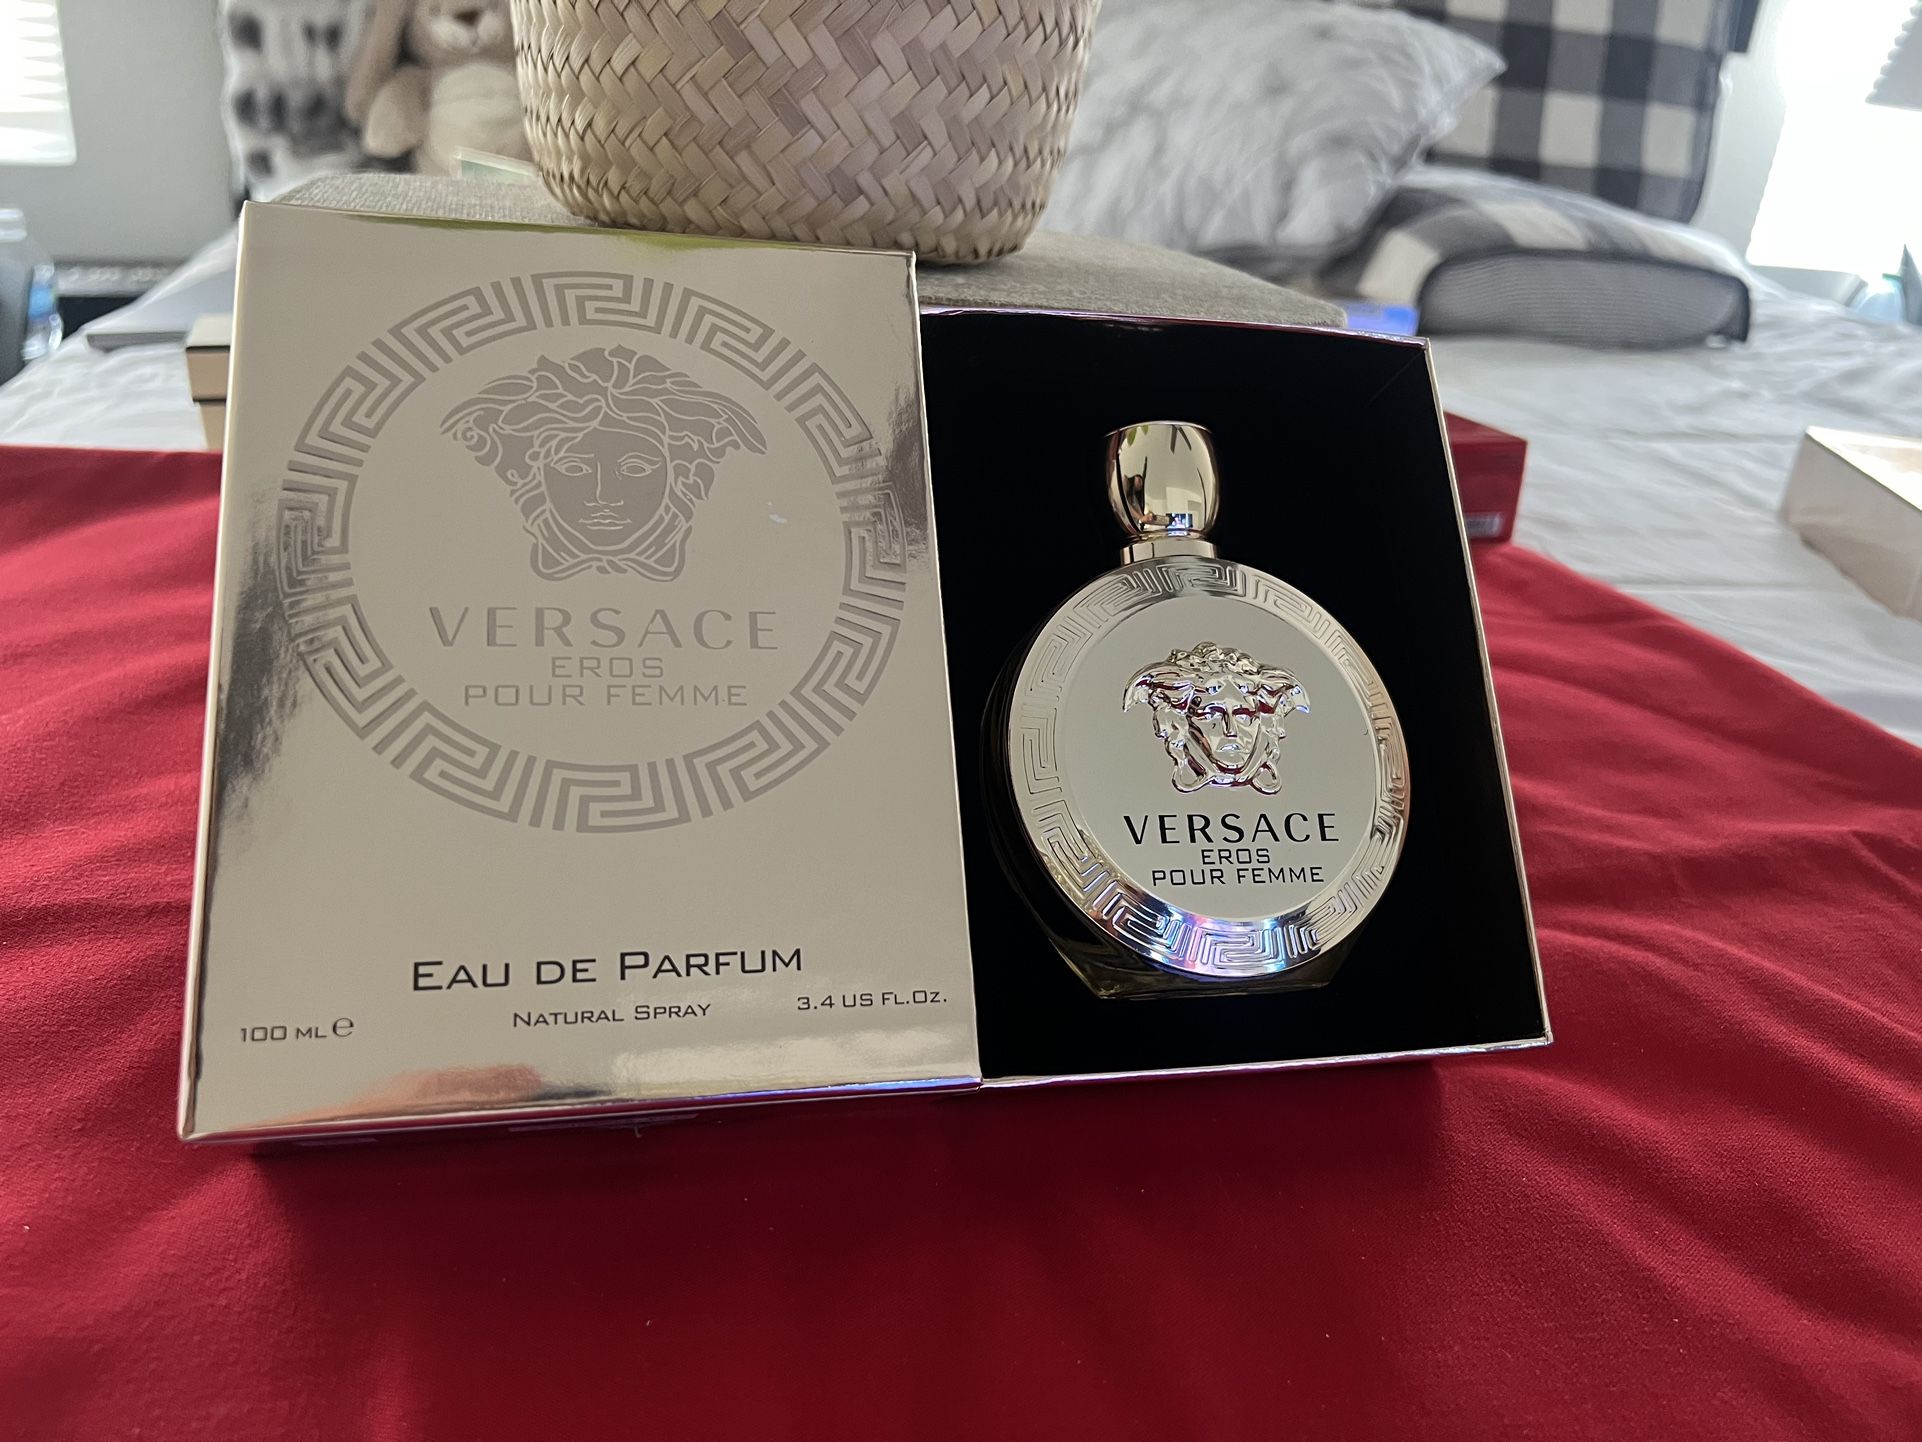 VERSACE
EROS
POUR FEMME
EAU DE PARFUM
NATURAL SPRAY
100 ML e
3.4 US FL.OZ.
VERSACE
EROS
POUR FEMME